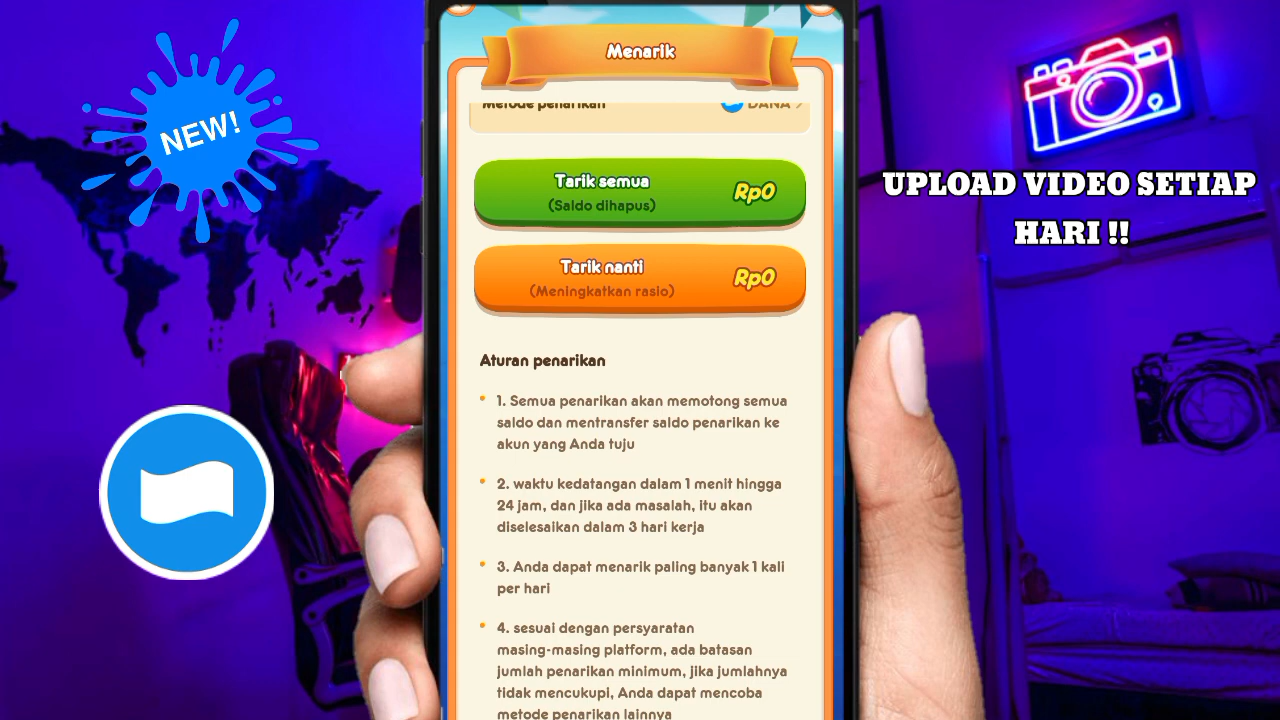 NEW!
Menarik
Metode penarikan
DANA >
Tarik semua
(Saldo dihapus)
Rp0
Tarik nanti
(Meningkatkan rasio)
Rp0
Aturan penarikan
1. Semua penarikan akan memotong semua
saldo dan mentransfer saldo penarikan ke
akun yang Anda tuju
2. waktu kedatangan dalam 1 menit hingga
24 jam, dan jika ada masalah, itu akan
diselesaikan dalam 3 hari kerja
3. Anda dapat menarik paling banyak 1 kali
per hari
4. sesuai dengan persyaratan
masing-masing platform, ada batasan
jumlah penarikan minimum, jika jumlahnya
tidak mencukupi, Anda dapat mencoba
metode penarikan lainnya
UPLOAD VIDEO SETIAP
HARI !!